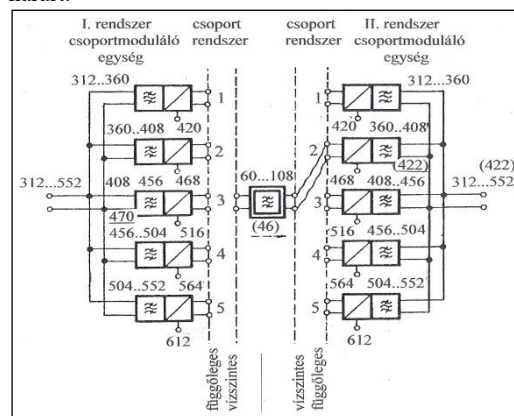 I. rendszer csoport csoport II. rendszer
csoportmoduláló rendszer rendszer csoportmoduláló
egység egység
312...360 312...360
1 1
360..408 420 420 360..408
2 2
60...108 (422) (422)
312...552 408 456 468 468 408..456 312...552
3 3
470 (46)
456..504 516 516 456..504
4 4
504...552 564 564 504...552
5 5
612 612
függőleges
vízszintes
vízszintes
függőleges